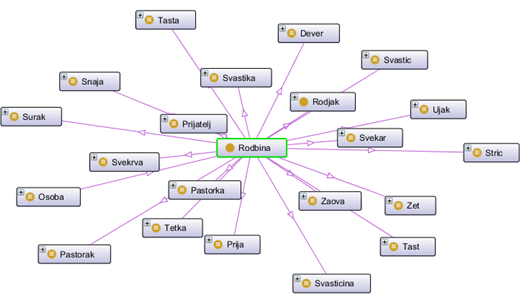 Tasta
Dever
Svastic
Snaja
Svastika
Rodjak
Surak
Prijatelj
Ujak
Svekar
Rodbina
Stric
Svekrva
Osoba
Pastorka
Zaova
Zet
Tetka
Prija
Tast
Pastorak
Svasticina